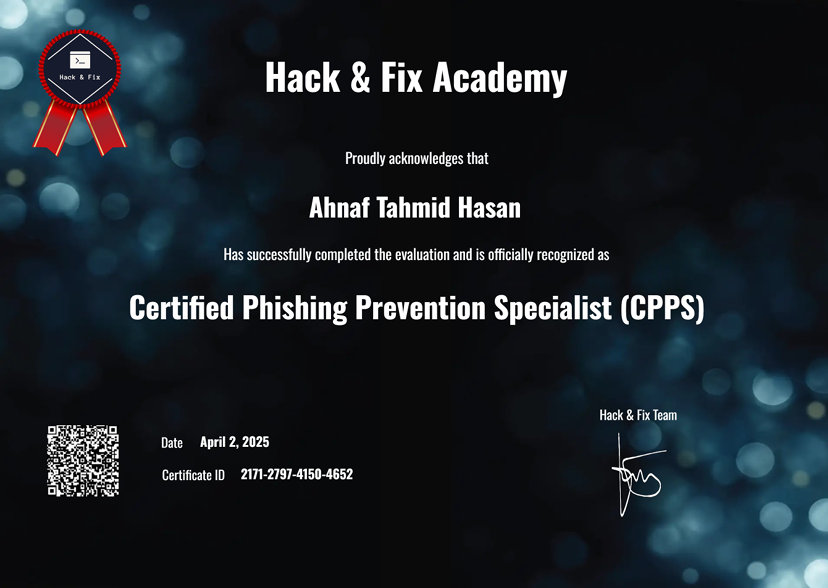 Hack & Fix
Hack & Fix Academy
Proudly acknowledges that
Ahnaf Tahmid Hasan
Has successfully completed the evaluation and is officially recognized as
Certified Phishing Prevention Specialist (CPPS)
Hack & Fix Team
Date April 2, 2025
Certificate ID 2171-2797-4150-4652